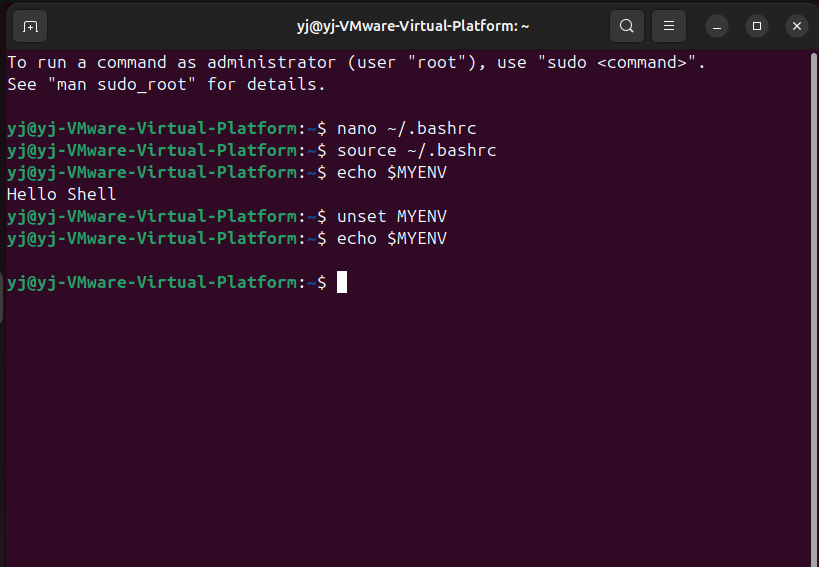 yj@yj-VMware-Virtual-Platform: ~
To run a command as administrator (user "root"), use "sudo <command>".
See "man sudo_root" for details.
yj@yj-VMware-Virtual-Platform:~$ nano ~/.bashrc
yj@yj-VMware-Virtual-Platform:~$ source ~/.bashrc
yj@yj-VMware-Virtual-Platform:~$ echo $MYENV
Hello Shell
yj@yj-VMware-Virtual-Platform:~$ unset MYENV
yj@yj-VMware-Virtual-Platform:~$ echo $MYENV
yj@yj-VMware-Virtual-Platform:~$